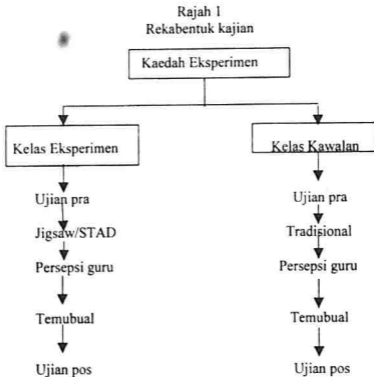 Rajah 1
Rekabentuk kajian
Kaedah Eksperimen
Kelas Eksperimen
Kelas Kawalan
Ujian pra
Ujian pra
Jigsaw/STAD
Tradisional
Persepsi guru
Persepsi guru
Temubual
Temubual
Ujian pos
Ujian pos